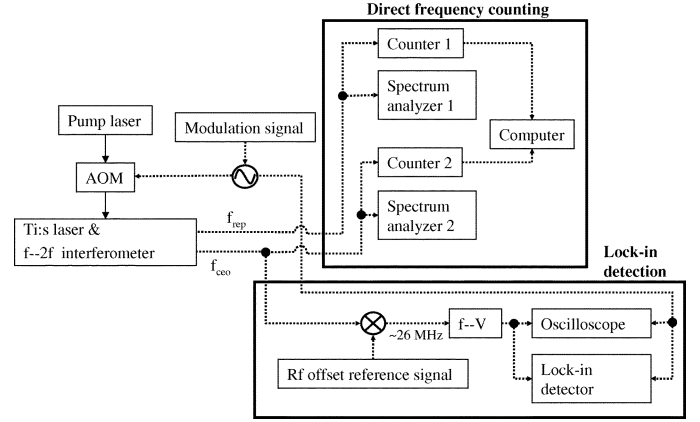 Direct frequency counting
Counter 1
Spectrum
analyzer 1
Pump laser
Modulation signal
Computer
AOM
Counter 2
Spectrum
analyzer 2
Ti:s laser &
f--2f interferometer
f_rep
f_ceo
Lock-in
detection
~26 MHz
f--V
Oscilloscope
Rf offset reference signal
Lock-in
detector